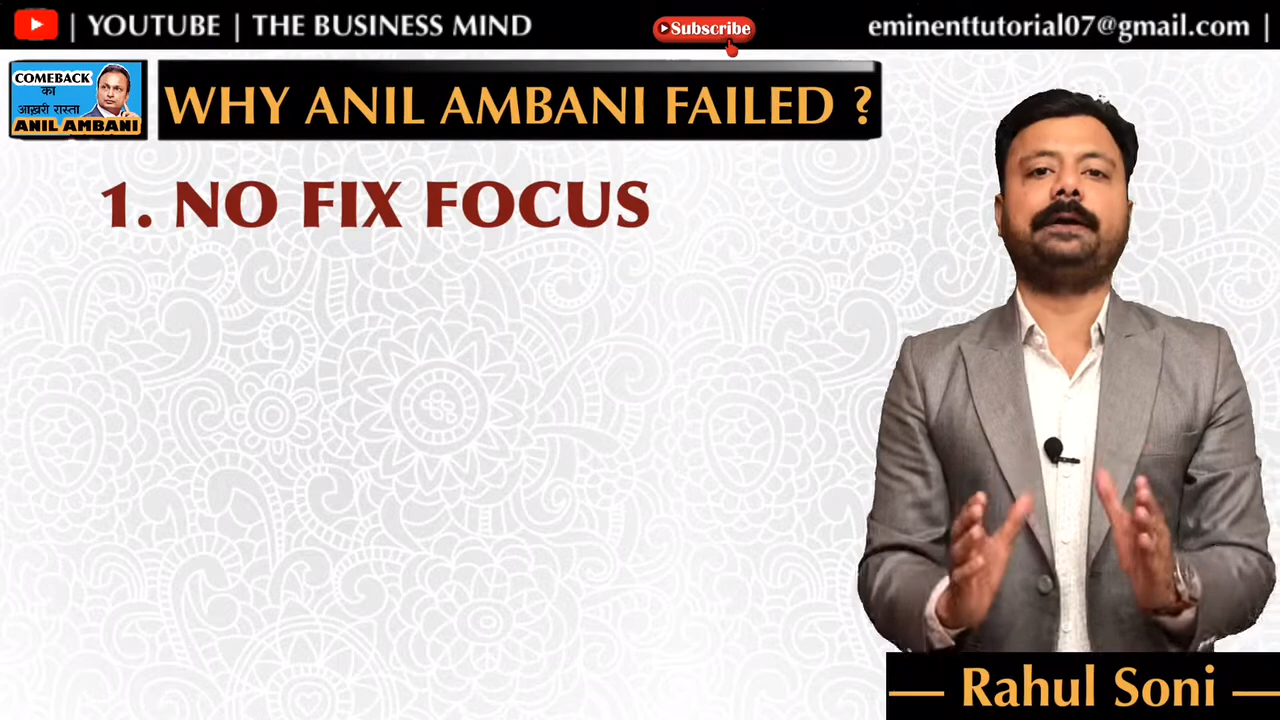 | YOUTUBE | THE BUSINESS MIND
Subscribe
eminenttutorial07@gmail.com |
COMEBACK
का
आख़री रास्ता
ANIL AMBANI
WHY ANIL AMBANI FAILED ?
1. NO FIX FOCUS
— Rahul Soni —